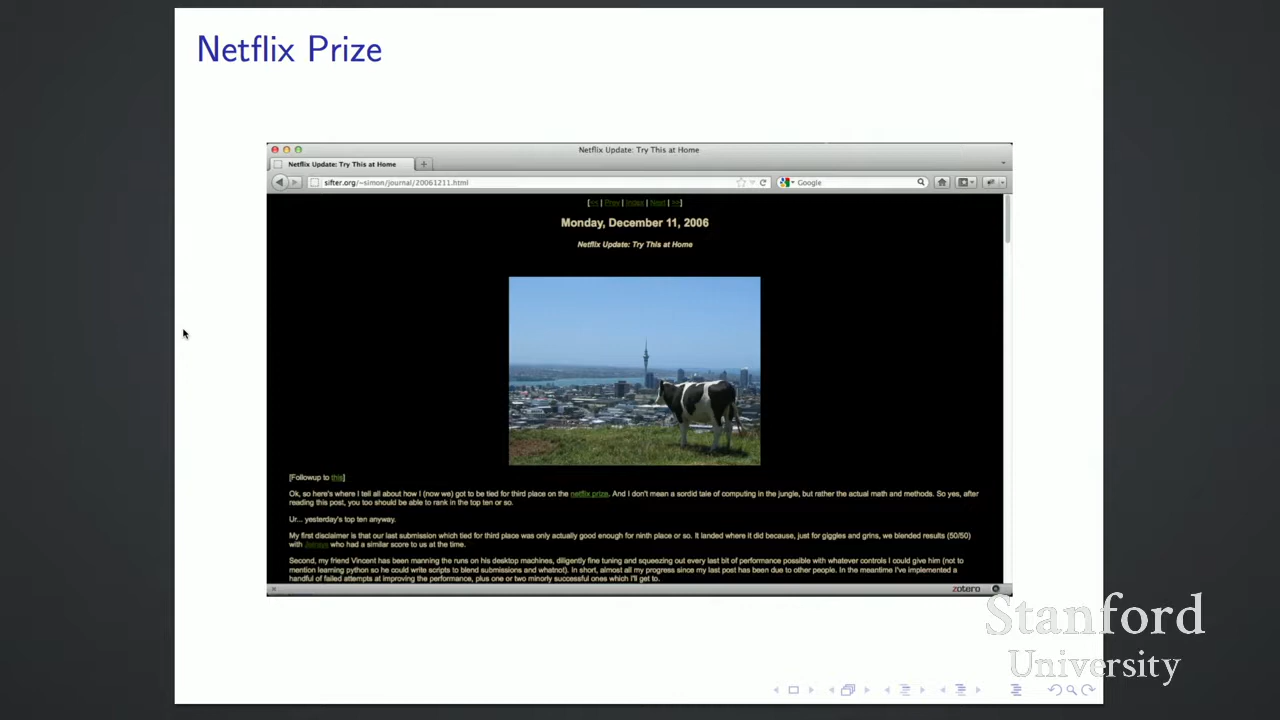 Netflix Prize
Netflix Update: Try This at Home
Netflix Update: Try This at Home
sifter.org/~simon/journal/20061211.html
Google
[<< | Prev | Index | Next | >>]
Monday, December 11, 2006
Netflix Update: Try This at Home
[Followup to this]
Ok, so here's where I tell all about how I (now we) got to be tied for third place on the netflix prize. And I don't mean a sordid tale of computing in the jungle, but rather the actual math and methods. So yes, after
reading this post, you too should be able to rank in the top ten or so.
Ur... yesterday's top ten anyway.
My first disclaimer is that our last submission which tied for third place was only actually good enough for ninth place or so. It landed where it did because, just for giggles and grins, we blended results (50/50)
with who had a similar score to us at the time.
Second, my friend Vincent has been manning the runs on his desktop machines, diligently fine tuning and squeezing out every last bit of performance possible with whatever controls I could give him (not to
mention learning python so he could write scripts to blend submissions and whatnot). In short, almost all my progress since my last post has been due to other people. In the meantime I've implemented a
handful of failed attempts at improving the performance, plus one or two minorly successful ones which I'll get to.
zotero
Stanford
University